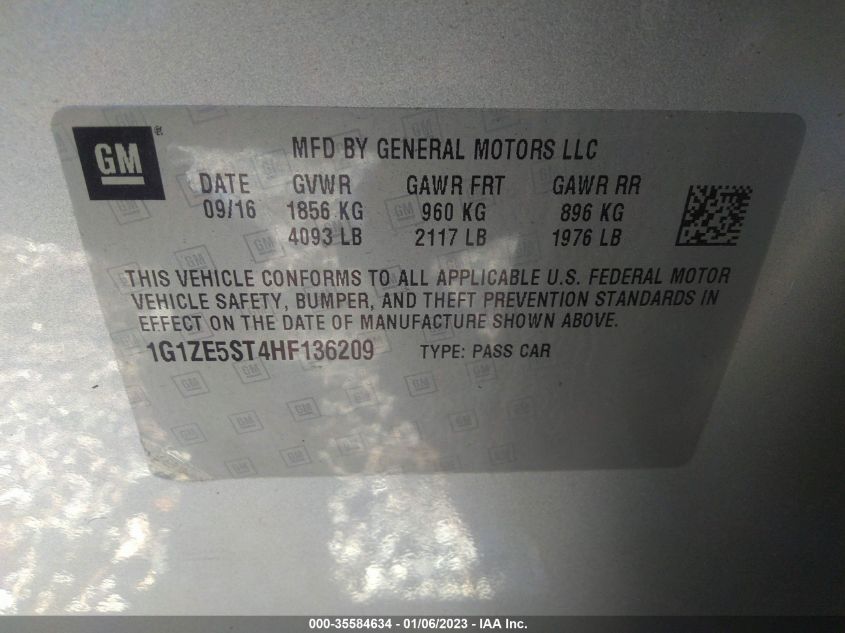 GM ®
MFD BY GENERAL MOTORS LLC
DATE GVWR GAWR FRT GAWR RR
09/16 1856 KG 960 KG 896 KG
4093 LB 2117 LB 1976 LB
THIS VEHICLE CONFORMS TO ALL APPLICABLE U.S. FEDERAL MOTOR
VEHICLE SAFETY, BUMPER, AND THEFT PREVENTION STANDARDS IN
EFFECT ON THE DATE OF MANUFACTURE SHOWN ABOVE.
1G1ZE5ST4HF136209 TYPE: PASS CAR
000-35584634 - 01/06/2023 - IAA Inc.